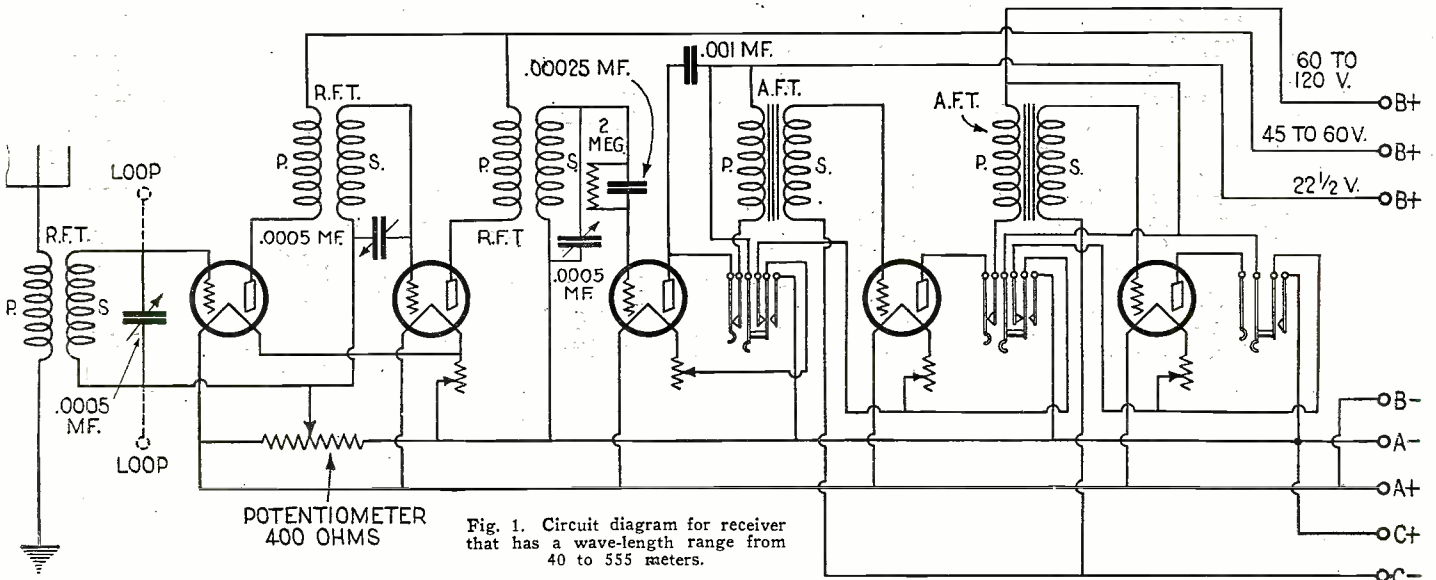 .001 MF.
.00025 MF.
60 TO
120 V.
R.F.T.
A.F.T.
A.F.T.
B+
45 TO 60V.
2
MEG.
B+
LOOP
P.
S.
P.
S.
P.
S.
P.
S.
22½ V.
B+
R.F.T.
.0005 MF.
R.F.T
P.
S
.0005
MF.
.0005
MF.
B-
A-
LOOP
A+
POTENTIOMETER
400 OHMS
Fig. 1. Circuit diagram for receiver
that has a wave-length range from
40 to 555 meters.
C+
C-